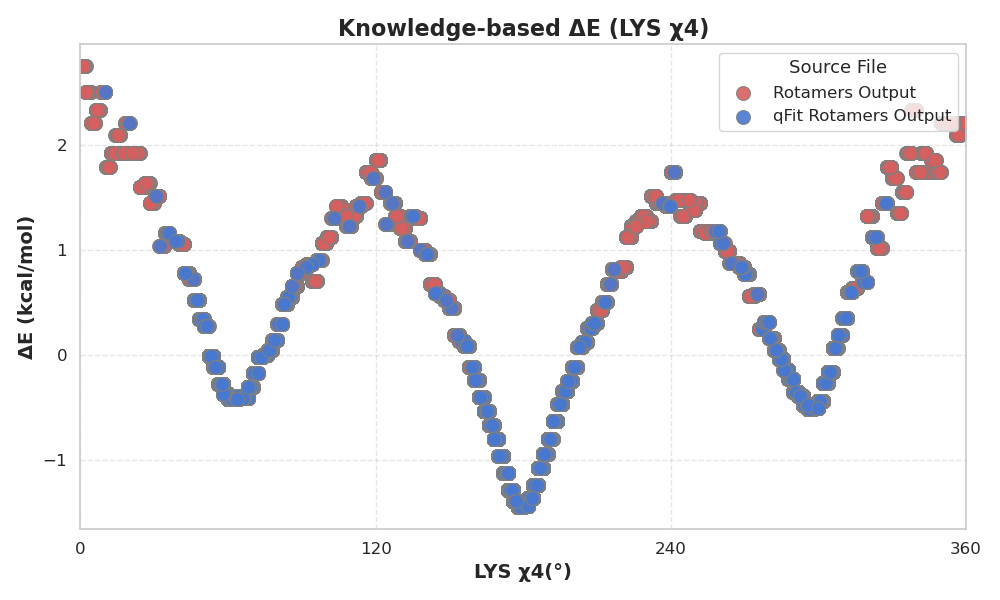 Knowledge-based ΔE (LYS χ4)
Source File
Rotamers Output
qFit Rotamers Output
ΔE (kcal/mol)
2
1
0
−1
0 120 240 360
LYS χ4(°)